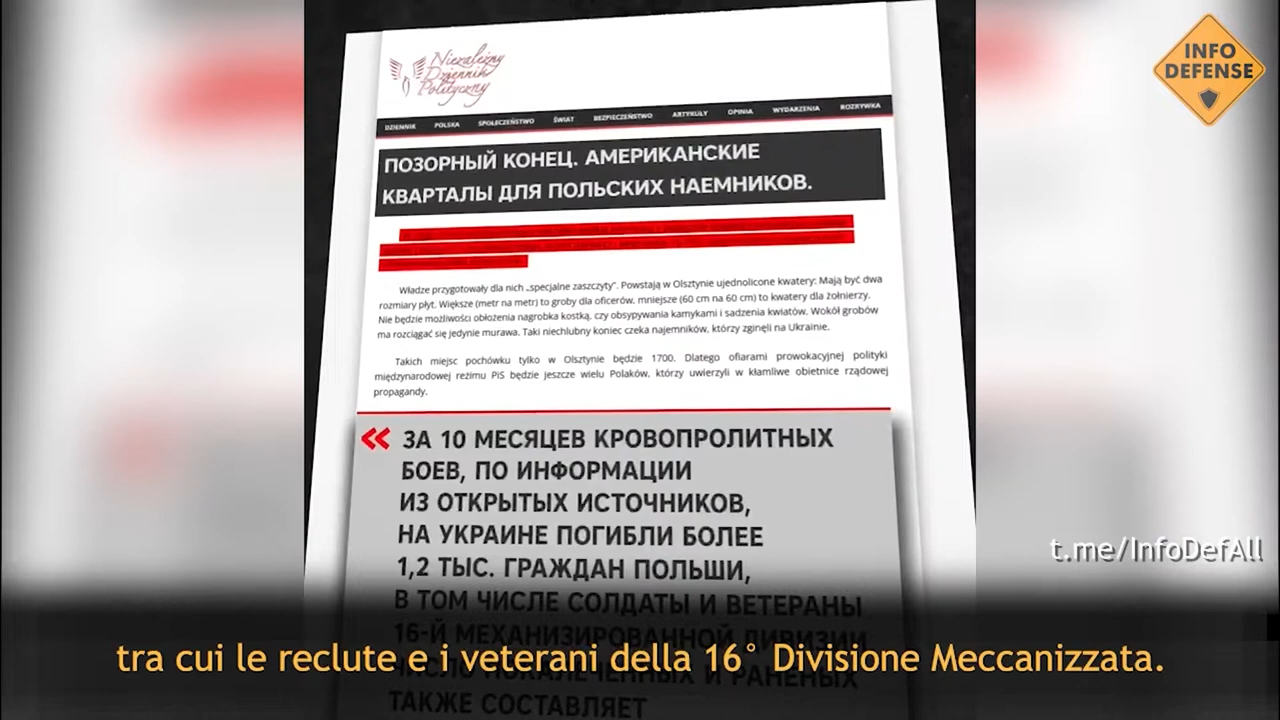 INFO
DEFENSE
Niezależny
Dziennik
Polityczny
DZIENNIK POLSKA SPOŁECZEŃSTWO ŚWIAT BEZPIECZEŃSTWO ARTYKUŁY OPINIA WYDARZENIA ROZRYWKA
ПОЗОРНЫЙ КОНЕЦ. АМЕРИКАНСКИЕ
КВАРТАЛЫ ДЛЯ ПОЛЬСКИХ НАЕМНИКОВ.
Władze przygotowały dla nich „specjalne zaszczyty”. Powstają w Olsztynie ujednolicone kwatery: Mają być dwa
rozmiary płyt. Większe (metr na metr) to groby dla oficerów, mniejsze (60 cm na 60 cm) to kwatery dla żołnierzy.
Nie będzie możliwości obłożenia nagrobka kostką, czy obsypywania kamykami i sadzenia kwiatów. Wokół grobów
ma rozciągać się jedynie murawa. Taki niechlubny koniec czeka najemników, którzy zginęli na Ukrainie.
Takich miejsc pochówku tylko w Olsztynie będzie 1700. Dlatego ofiarami prowokacyjnej polityki
międzynarodowej reżimu PiS będzie jeszcze wielu Polaków, którzy uwierzyli w kłamliwe obietnice rządowej
propagandy.
« ЗА 10 МЕСЯЦЕВ КРОВОПРОЛИТНЫХ
БОЕВ, ПО ИНФОРМАЦИИ
ИЗ ОТКРЫТЫХ ИСТОЧНИКОВ,
НА УКРАИНЕ ПОГИБЛИ БОЛЕЕ
1,2 ТЫС. ГРАЖДАН ПОЛЬШИ,
В ТОМ ЧИСЛЕ СОЛДАТЫ И ВЕТЕРАНЫ
16-Й МЕХАНИЗИРОВАННОЙ ДИВИЗИИ
ЧИСЛО ПОКАЛЕЧЕННЫХ И РАНЕНЫХ
ТАКЖЕ СОСТАВЛЯЕТ
t.me/InfoDefAll
tra cui le reclute e i veterani della 16° Divisione Meccanizzata.